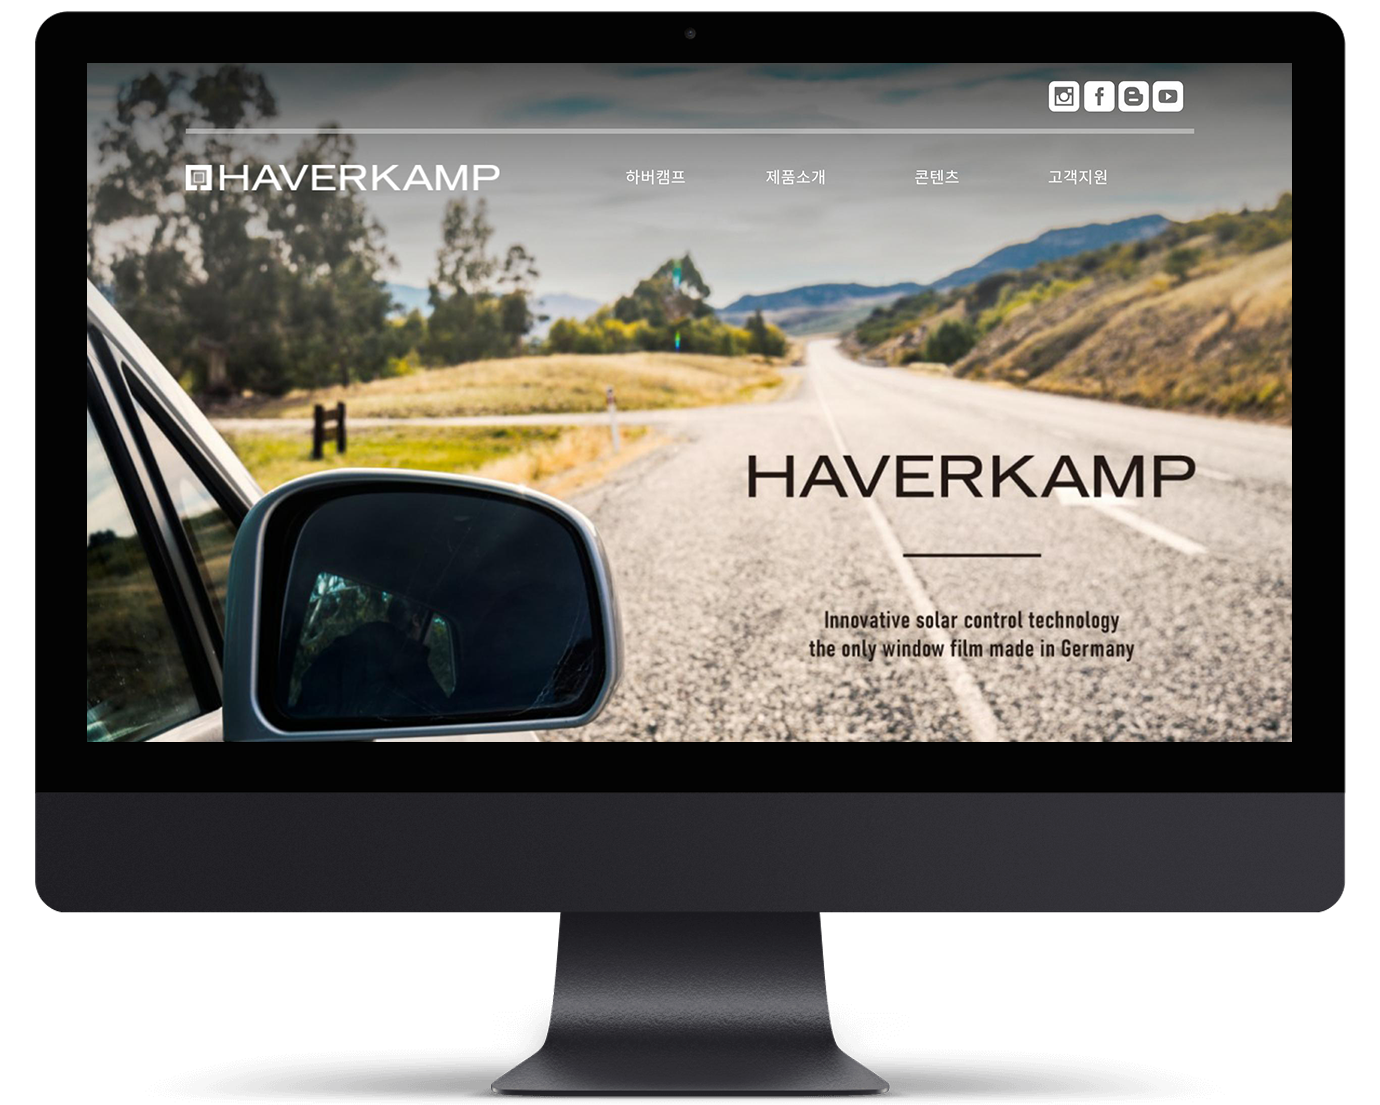 HAVERKAMP
하버캠프 제품소개 콘텐츠 고객지원
HAVERKAMP
Innovative solar control technology
the only window film made in Germany